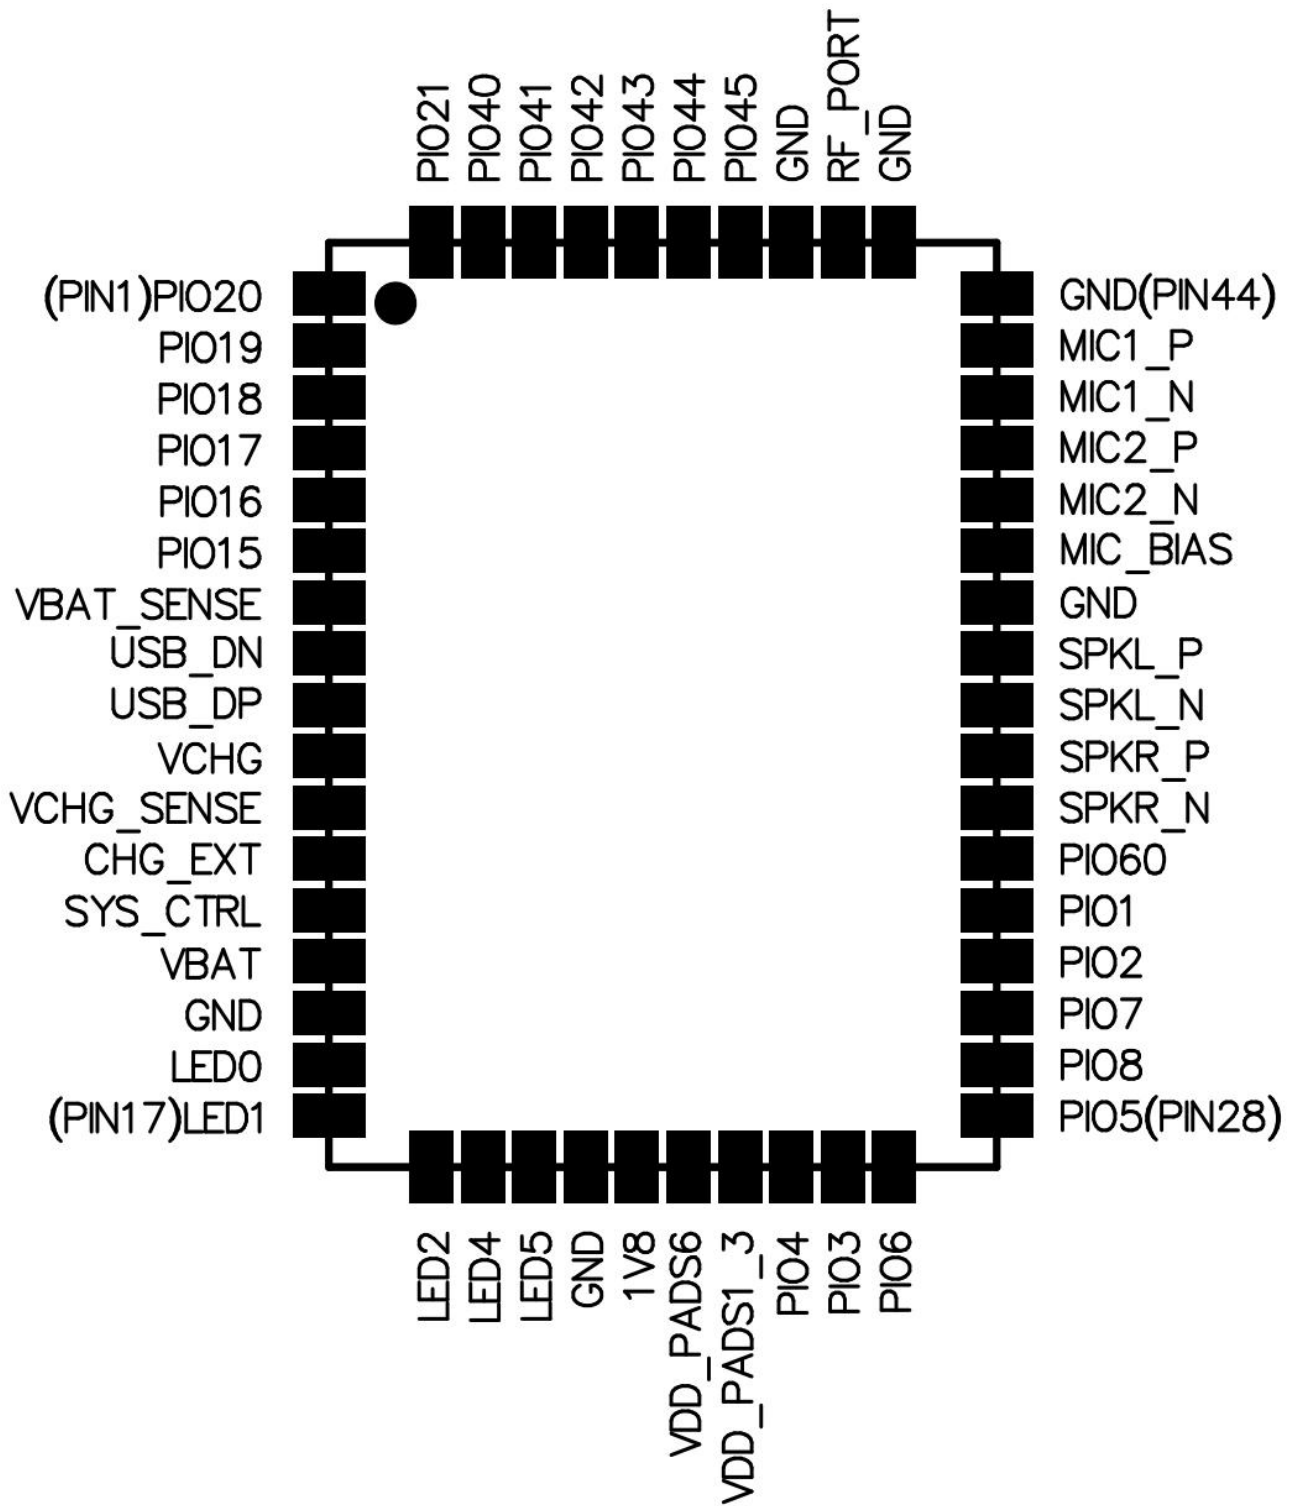 PIO21
PIO40
PIO41
PIO42
PIO43
PIO44
PIO45
GND
RF_PORT
GND
(PIN1)PIO20
PIO19
PIO18
PIO17
PIO16
PIO15
VBAT_SENSE
USB_DN
USB_DP
VCHG
VCHG_SENSE
CHG_EXT
SYS_CTRL
VBAT
GND
LED0
(PIN17)LED1
GND(PIN44)
MIC1_P
MIC1_N
MIC2_P
MIC2_N
MIC_BIAS
GND
SPKL_P
SPKL_N
SPKR_P
SPKR_N
PIO60
PIO1
PIO2
PIO7
PIO8
PIO5(PIN28)
LED2
LED4
LED5
GND
1V8
VDD_PADS6
VDD_PADS1_3
PIO4
PIO3
PIO6